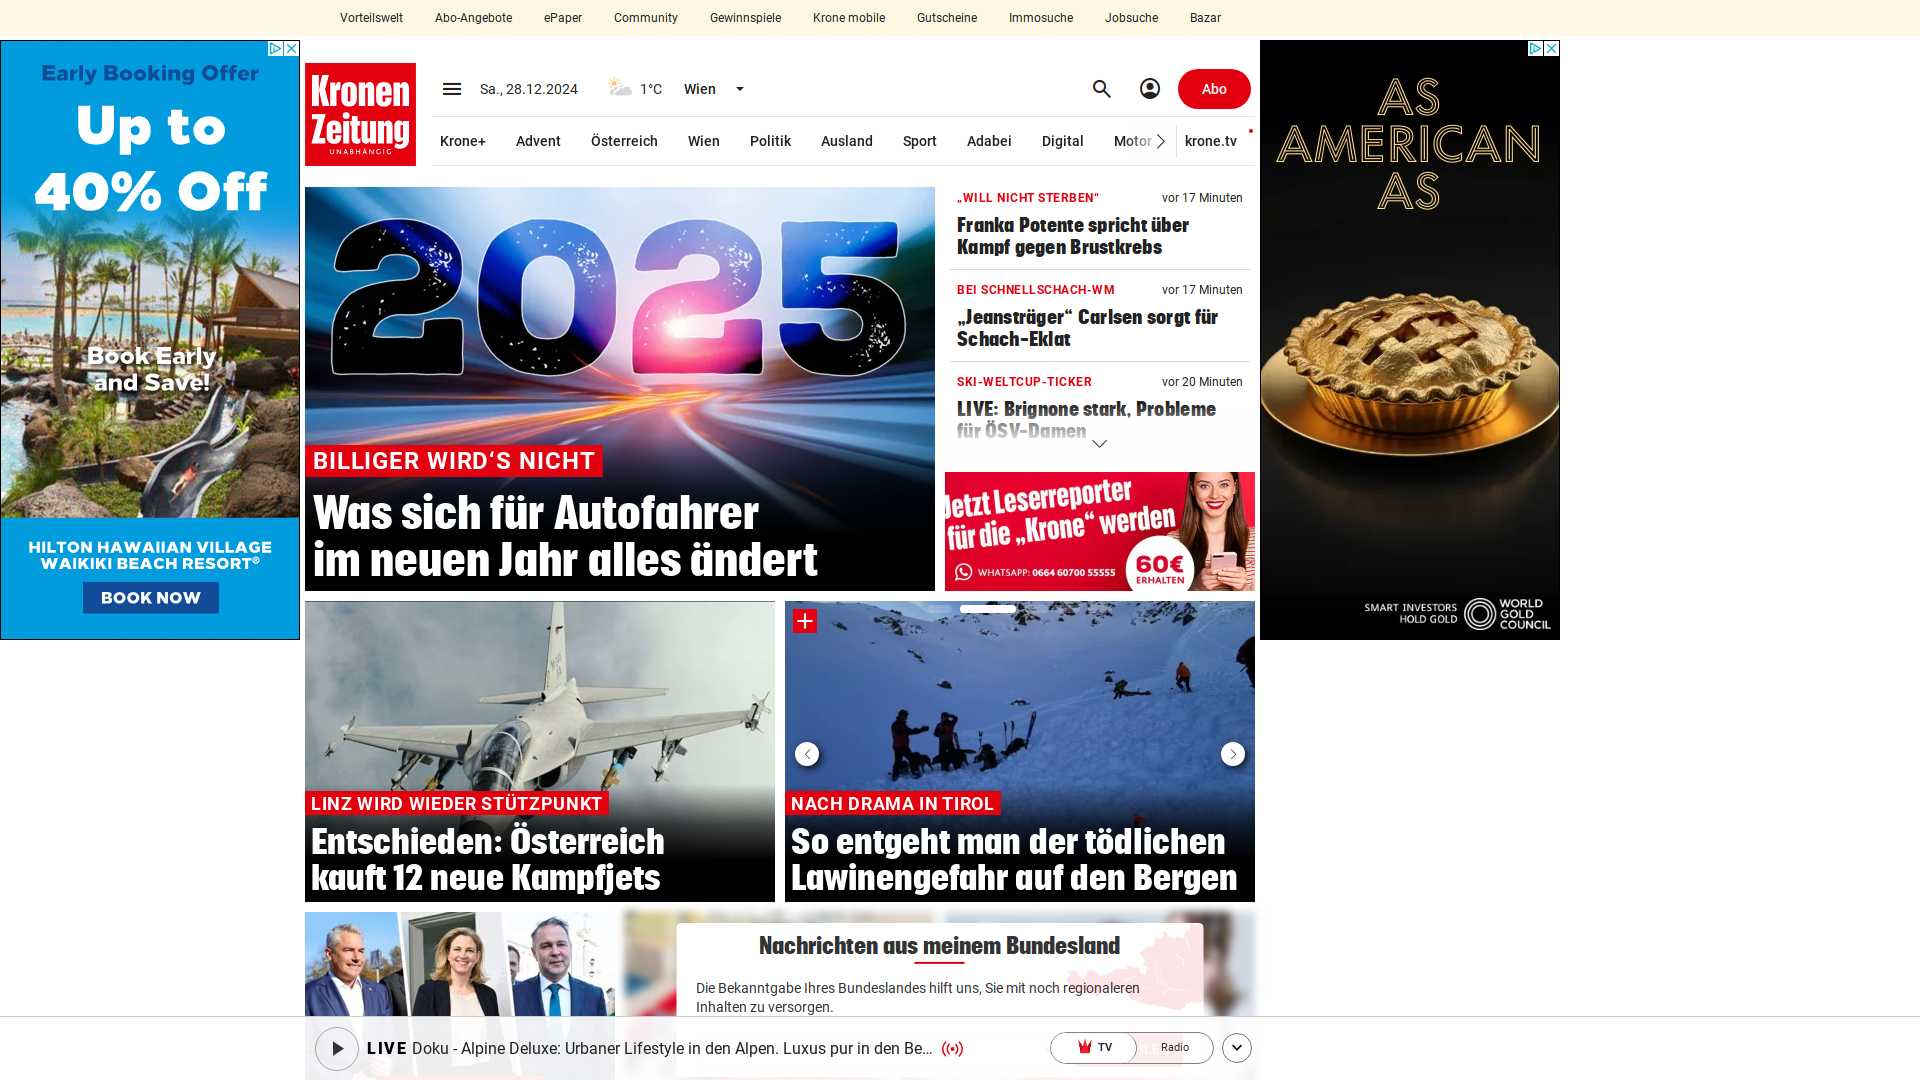 Vorteilswelt Abo-Angebote ePaper Community Gewinnspiele Krone mobile Gutscheine Immosuche Jobsuche Bazar
Early Booking Offer
Up to
40% Off
Book Early
and Save!
HILTON HAWAIIAN VILLAGE
WAIKIKI BEACH RESORT®
BOOK NOW
Kronen
Zeitung
UNABHÄNGIG
Sa., 28.12.2024 1°C Wien
Abo
Krone+ Advent Österreich Wien Politik Ausland Sport Adabei Digital Motor krone.tv
2025
BILLIGER WIRD‘S NICHT
Was sich für Autofahrer
im neuen Jahr alles ändert
„WILL NICHT STERBEN“ vor 17 Minuten
Franka Potente spricht über
Kampf gegen Brustkrebs
BEI SCHNELLSCHACH-WM vor 17 Minuten
„Jeansträger“ Carlsen sorgt für
Schach-Eklat
SKI-WELTCUP-TICKER vor 20 Minuten
LIVE: Brignone stark, Probleme
für ÖSV-Damen
Jetzt Leserreporter
für die „Krone“ werden
WHATSAPP: 0664 60700 55555
60€
ERHALTEN
AS
AMERICAN
AS
SMART INVESTORS
HOLD GOLD
WORLD
GOLD
COUNCIL
LINZ WIRD WIEDER STÜTZPUNKT
Entschieden: Österreich
kauft 12 neue Kampfjets
NACH DRAMA IN TIROL
So entgeht man der tödlichen
Lawinengefahr auf den Bergen
Nachrichten aus meinem Bundesland
Die Bekanntgabe Ihres Bundeslandes hilft uns, Sie mit noch regionaleren
Inhalten zu versorgen.
LIVE Doku - Alpine Deluxe: Urbaner Lifestyle in den Alpen. Luxus pur in den Be...
TV Radio